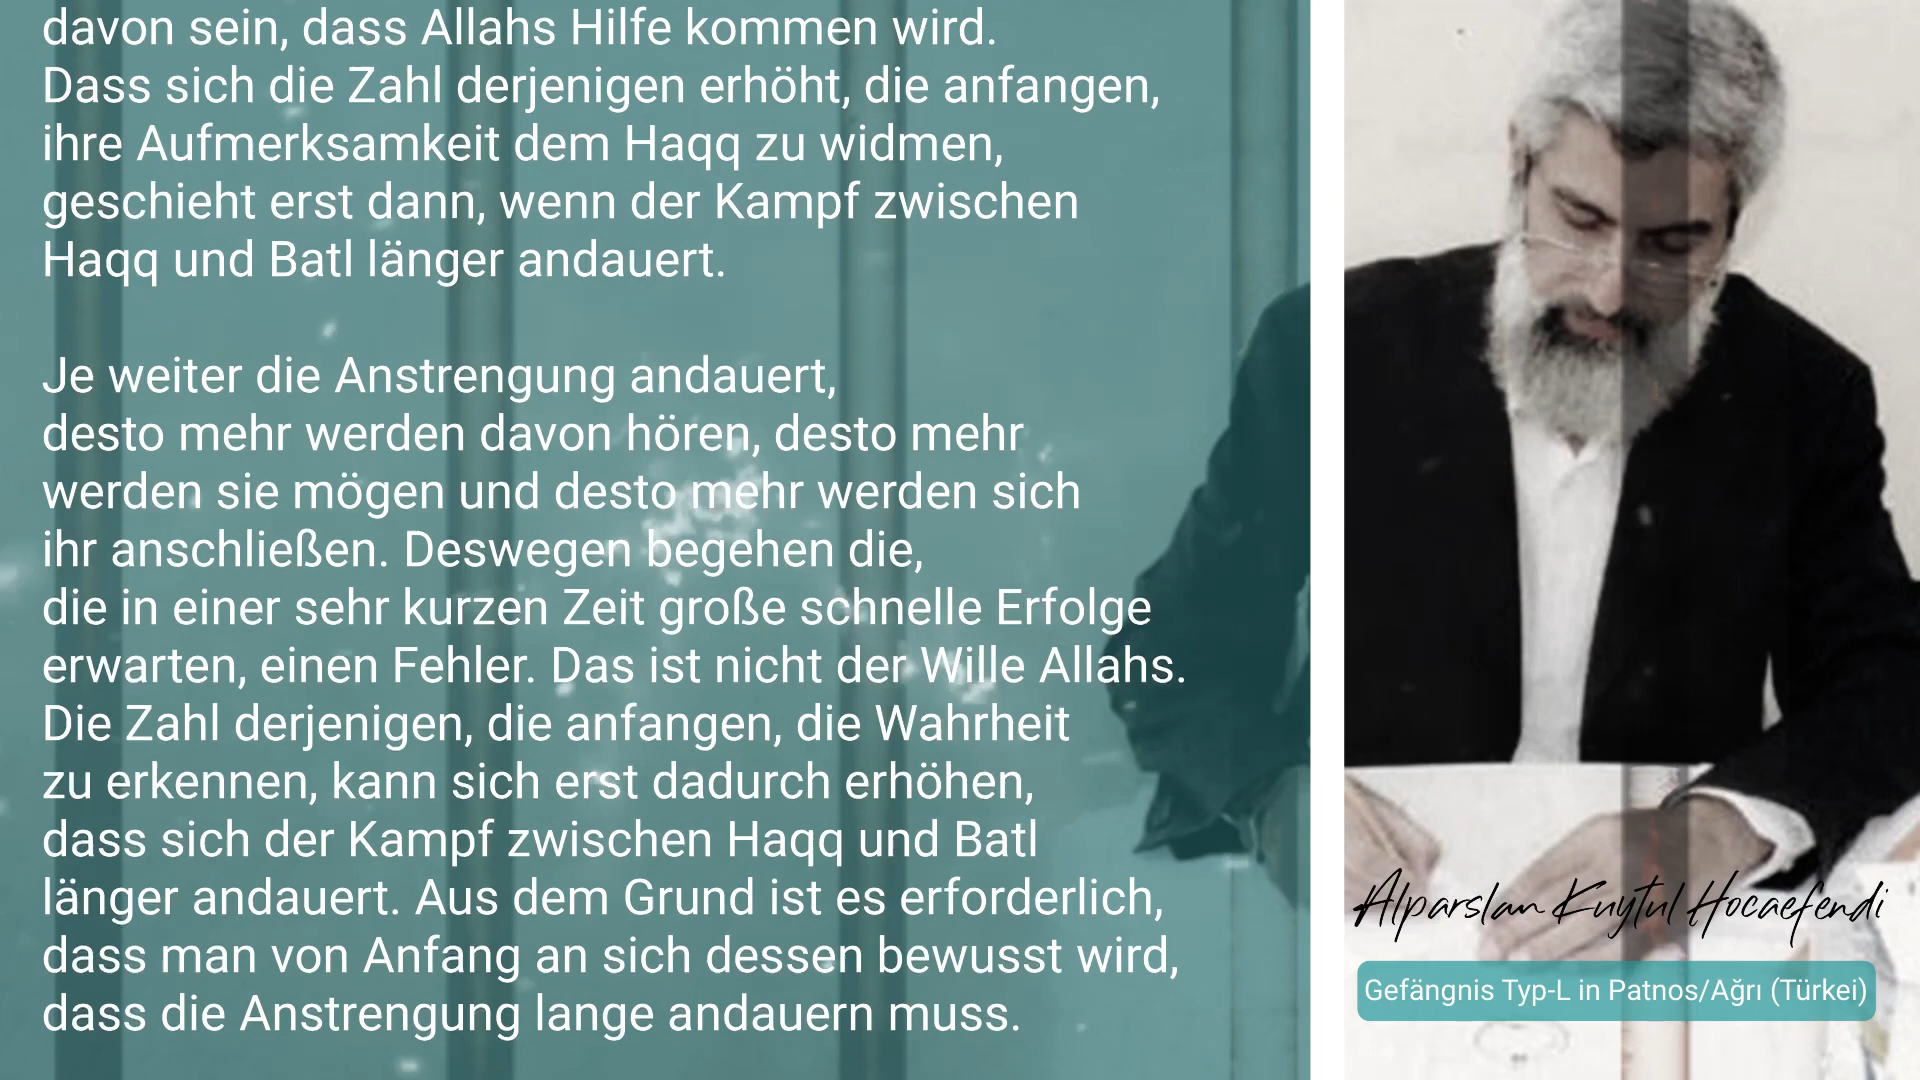 davon sein, dass Allahs Hilfe kommen wird.
Dass sich die Zahl derjenigen erhöht, die anfangen,
ihre Aufmerksamkeit dem Haqq zu widmen,
geschieht erst dann, wenn der Kampf zwischen
Haqq und Batl länger andauert.
Je weiter die Anstrengung andauert,
desto mehr werden davon hören, desto mehr
werden sie mögen und desto mehr werden sich
ihr anschließen. Deswegen begehen die,
die in einer sehr kurzen Zeit große schnelle Erfolge
erwarten, einen Fehler. Das ist nicht der Wille Allahs.
Die Zahl derjenigen, die anfangen, die Wahrheit
zu erkennen, kann sich erst dadurch erhöhen,
dass sich der Kampf zwischen Haqq und Batl
länger andauert. Aus dem Grund ist es erforderlich,
dass man von Anfang an sich dessen bewusst wird,
dass die Anstrengung lange andauern muss.
Alparslan Kuytul Hocaefendi
Gefängnis Typ-L in Patnos/Ağrı (Türkei)